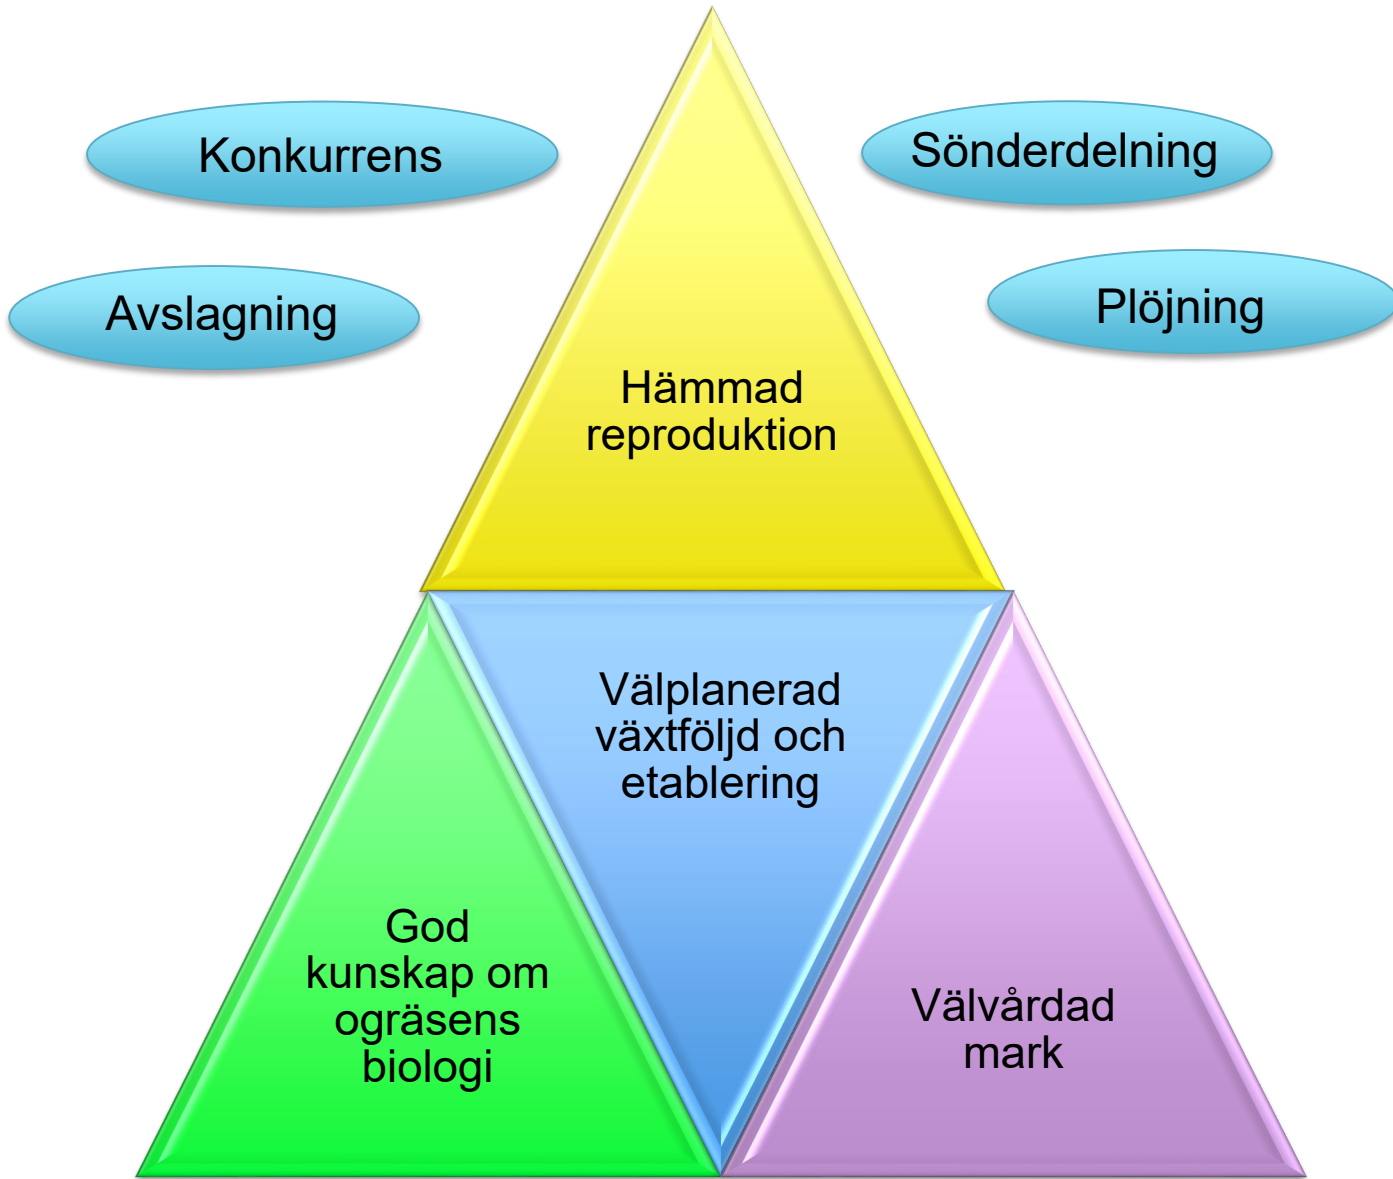 Konkurrens
Sönderdelning
Avslagning
Plöjning
Hämmad
reproduktion
Välplanerad
växtföljd och
etablering
God
kunskap om
ogräsens
biologi
Välvårdad
mark